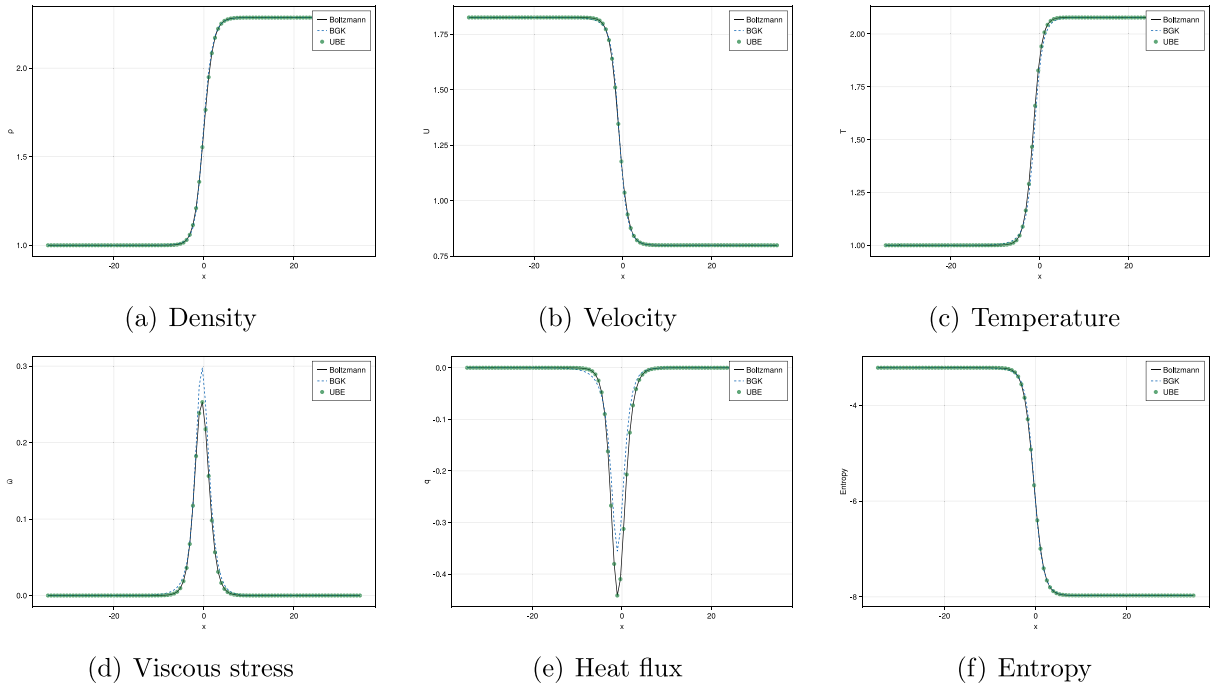 2.0
1.5
1.0
-20
0
20
x
ρ
Boltzmann
BGK
UBE
(a) Density
1.75
1.50
1.25
1.00
0.75
-20
0
20
x
U
Boltzmann
BGK
UBE
(b) Velocity
2.00
1.75
1.50
1.25
1.00
-20
0
20
x
T
Boltzmann
BGK
UBE
(c) Temperature
0.3
0.2
0.1
0.0
-20
0
20
x
Boltzmann
BGK
UBE
(d) Viscous stress
0.0
-0.1
-0.2
-0.3
-0.4
-20
0
20
x
q
Boltzmann
BGK
UBE
(e) Heat flux
-4
-6
-8
-20
0
20
x
Entropy
Boltzmann
BGK
UBE
(f) Entropy